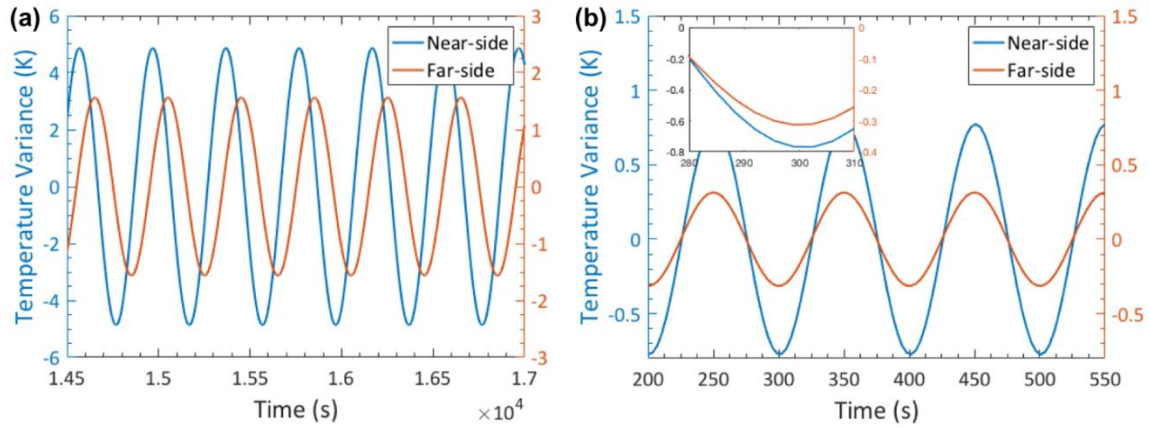 (a)
Temperature Variance (K)
6
4
2
0
-2
-4
-6
3
2
1
0
-1
-2
-3
Near-side
Far-side
1.45 1.5 1.55 1.6 1.65 1.7
Time (s)
×10⁴
(b)
Temperature Variance (K)
1.5
1
0.5
0
-0.5
1.5
1
0.5
0
-0.5
Near-side
Far-side
0
-0.2
-0.4
-0.6
-0.8
0
-0.1
-0.2
-0.3
-0.4
280 290 300 310
200 250 300 350 400 450 500 550
Time (s)